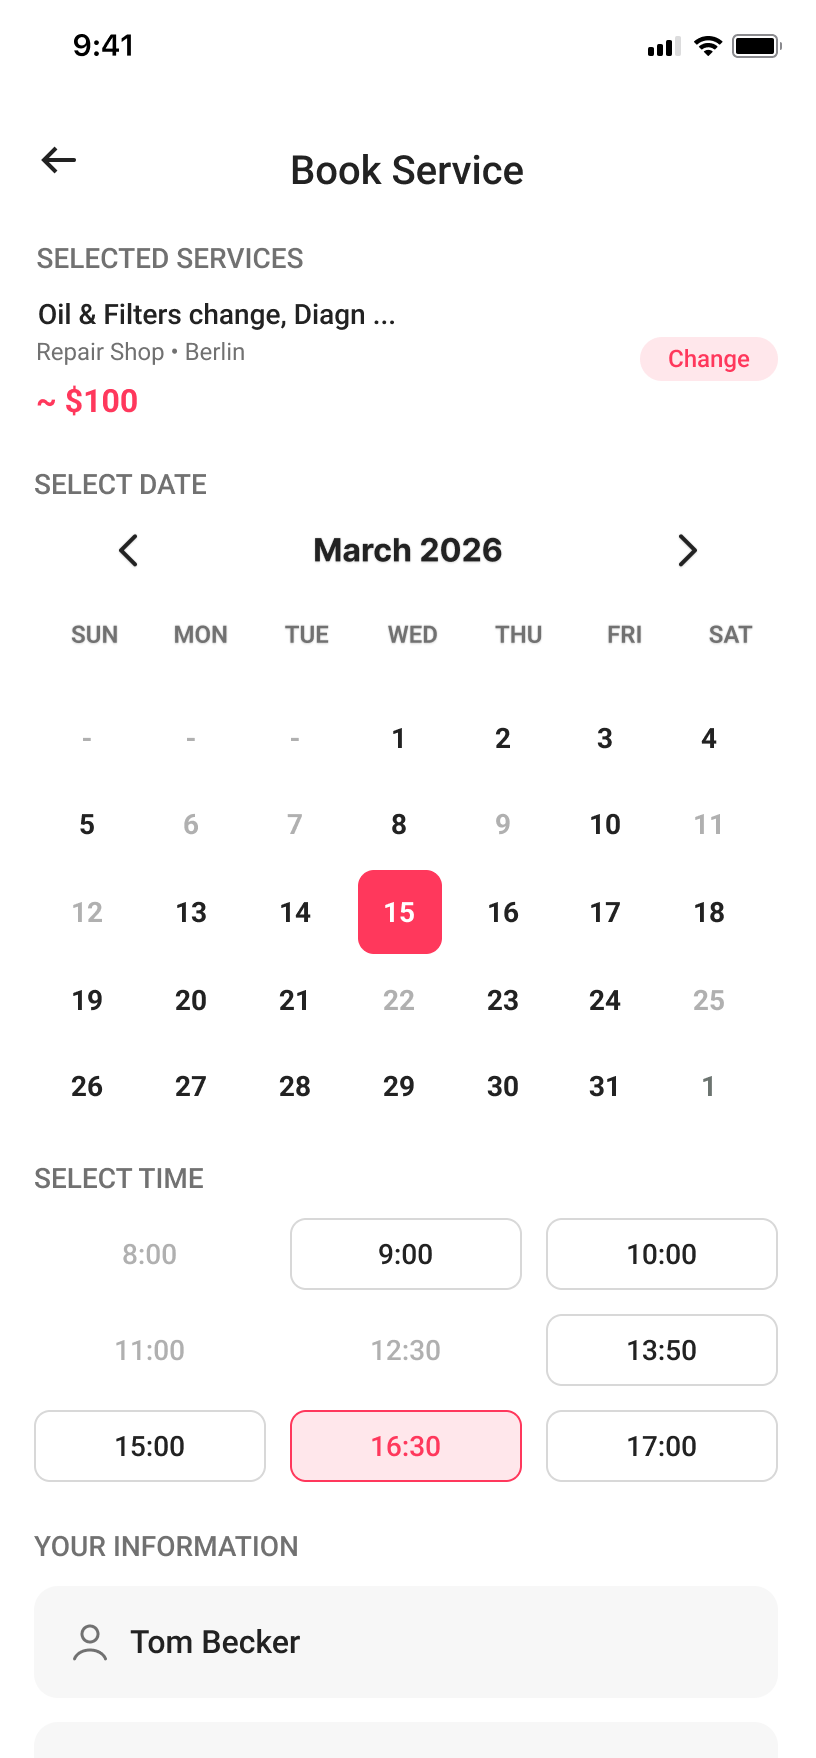 9:41
Book Service
SELECTED SERVICES
Oil & Filters change, Diagn ...
Repair Shop • Berlin
Change
~ $100
SELECT DATE
March 2026
SUN MON TUE WED THU FRI SAT
- - - 1 2 3 4
5 6 7 8 9 10 11
12 13 14 15 16 17 18
19 20 21 22 23 24 25
26 27 28 29 30 31 1
SELECT TIME
8:00 9:00 10:00
11:00 12:30 13:50
15:00 16:30 17:00
YOUR INFORMATION
Tom Becker